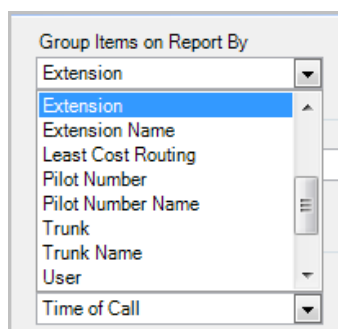 Group Items on Report By
Extension
Extension
Extension Name
Least Cost Routing
Pilot Number
Pilot Number Name
Trunk
Trunk Name
User
Time of Call